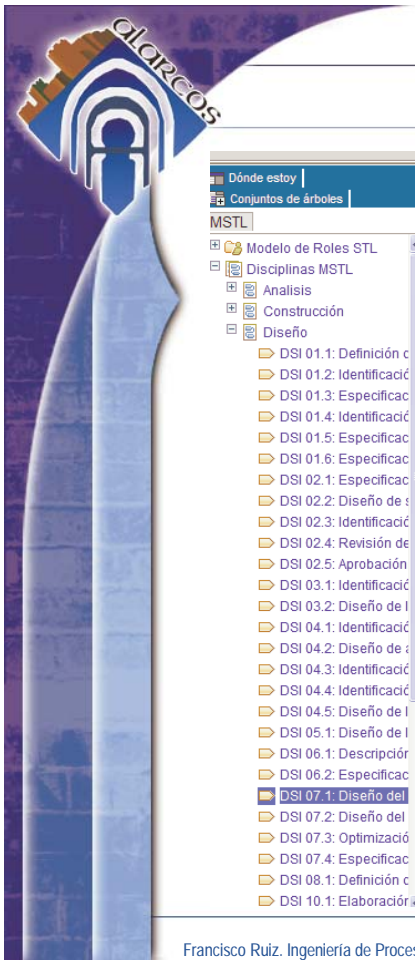 alarcos
Dónde estoy
Conjuntos de árboles
MSTL
Modelo de Roles STL
Disciplinas MSTL
Analisis
Construcción
Diseño
DSI 01.1: Definición
DSI 01.2: Identificació
DSI 01.3: Especificac
DSI 01.4: Identificació
DSI 01.5: Especificac
DSI 01.6: Especificac
DSI 02.1: Especificac
DSI 02.2: Diseño de s
DSI 02.3: Identificació
DSI 02.4: Revisión de
DSI 02.5: Aprobación
DSI 03.1: Identificació
DSI 03.2: Diseño de l
DSI 04.1: Identificació
DSI 04.2: Diseño de a
DSI 04.3: Identificació
DSI 04.4: Identificació
DSI 04.5: Diseño de l
DSI 05.1: Diseño de l
DSI 06.1: Descripción
DSI 06.2: Especificac
DSI 07.1: Diseño del
DSI 07.2: Diseño del
DSI 07.3: Optimizació
DSI 07.4: Especificac
DSI 08.1: Definición
DSI 10.1: Elaboración
Francisco Ruiz. Ingeniería de Proces